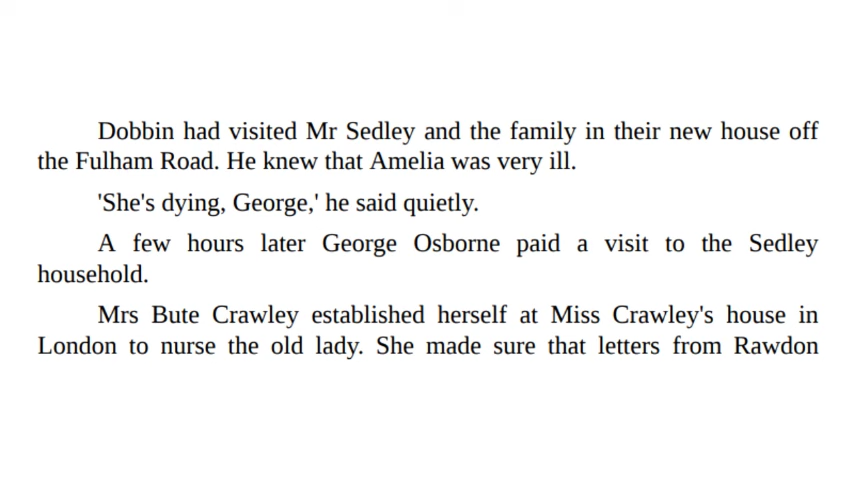 Dobbin had visited Mr Sedley and the family in their new house off
the Fulham Road. He knew that Amelia was very ill.
'She's dying, George,' he said quietly.
A few hours later George Osborne paid a visit to the Sedley
household.
Mrs Bute Crawley established herself at Miss Crawley's house in
London to nurse the old lady. She made sure that letters from Rawdon